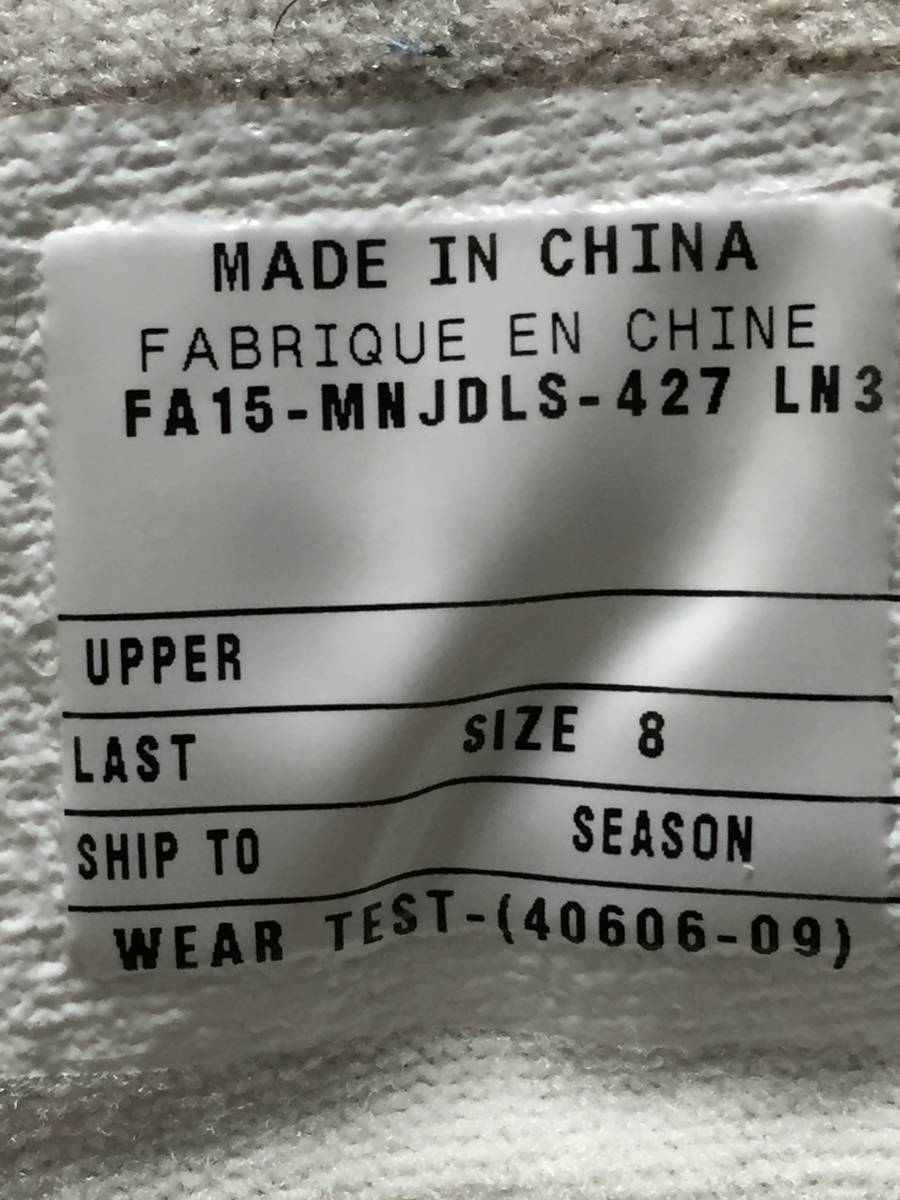 MADE IN CHINA
FABRIQUE EN CHINE
FA15-MNJDLS-427 LN3
UPPER
LAST SIZE 8
SHIP TO SEASON
WEAR TEST-(40606-09)